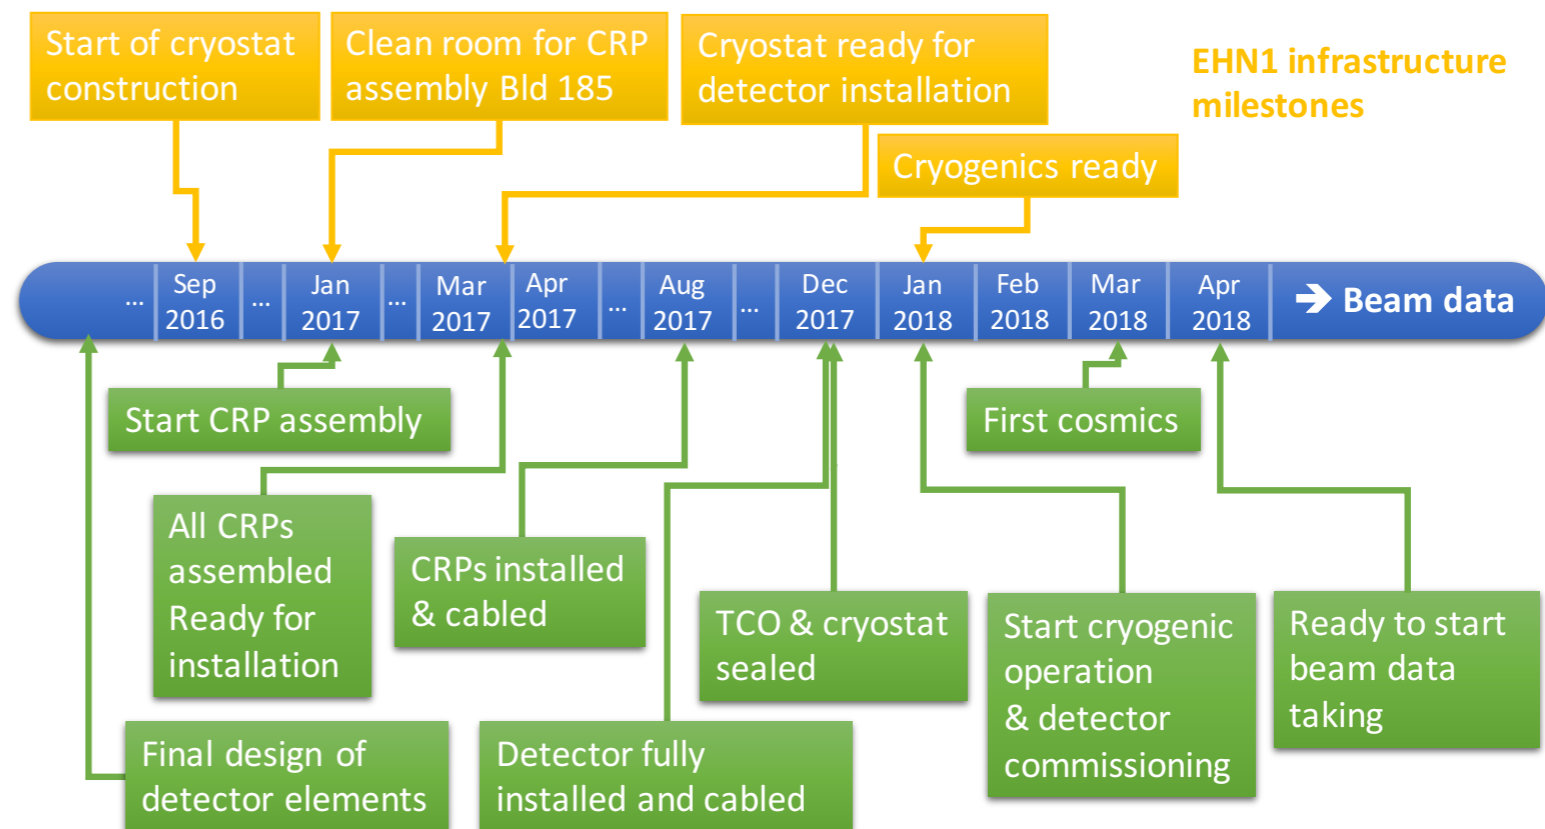 Start of cryostat
construction
Clean room for CRP
assembly Bld 185
Cryostat ready for
detector installation
EHN1 infrastructure
milestones
Cryogenics ready
...
Sep
2016
...
Jan
2017
...
Mar
2017
Apr
2017
...
Aug
2017
...
Dec
2017
Jan
2018
Feb
2018
Mar
2018
Apr
2018
➔ Beam data
Start CRP assembly
First cosmics
All CRPs
assembled
Ready for
installation
CRPs installed
& cabled
TCO & cryostat
sealed
Start cryogenic
operation
& detector
commissioning
Ready to start
beam data
taking
Final design of
detector elements
Detector fully
installed and cabled